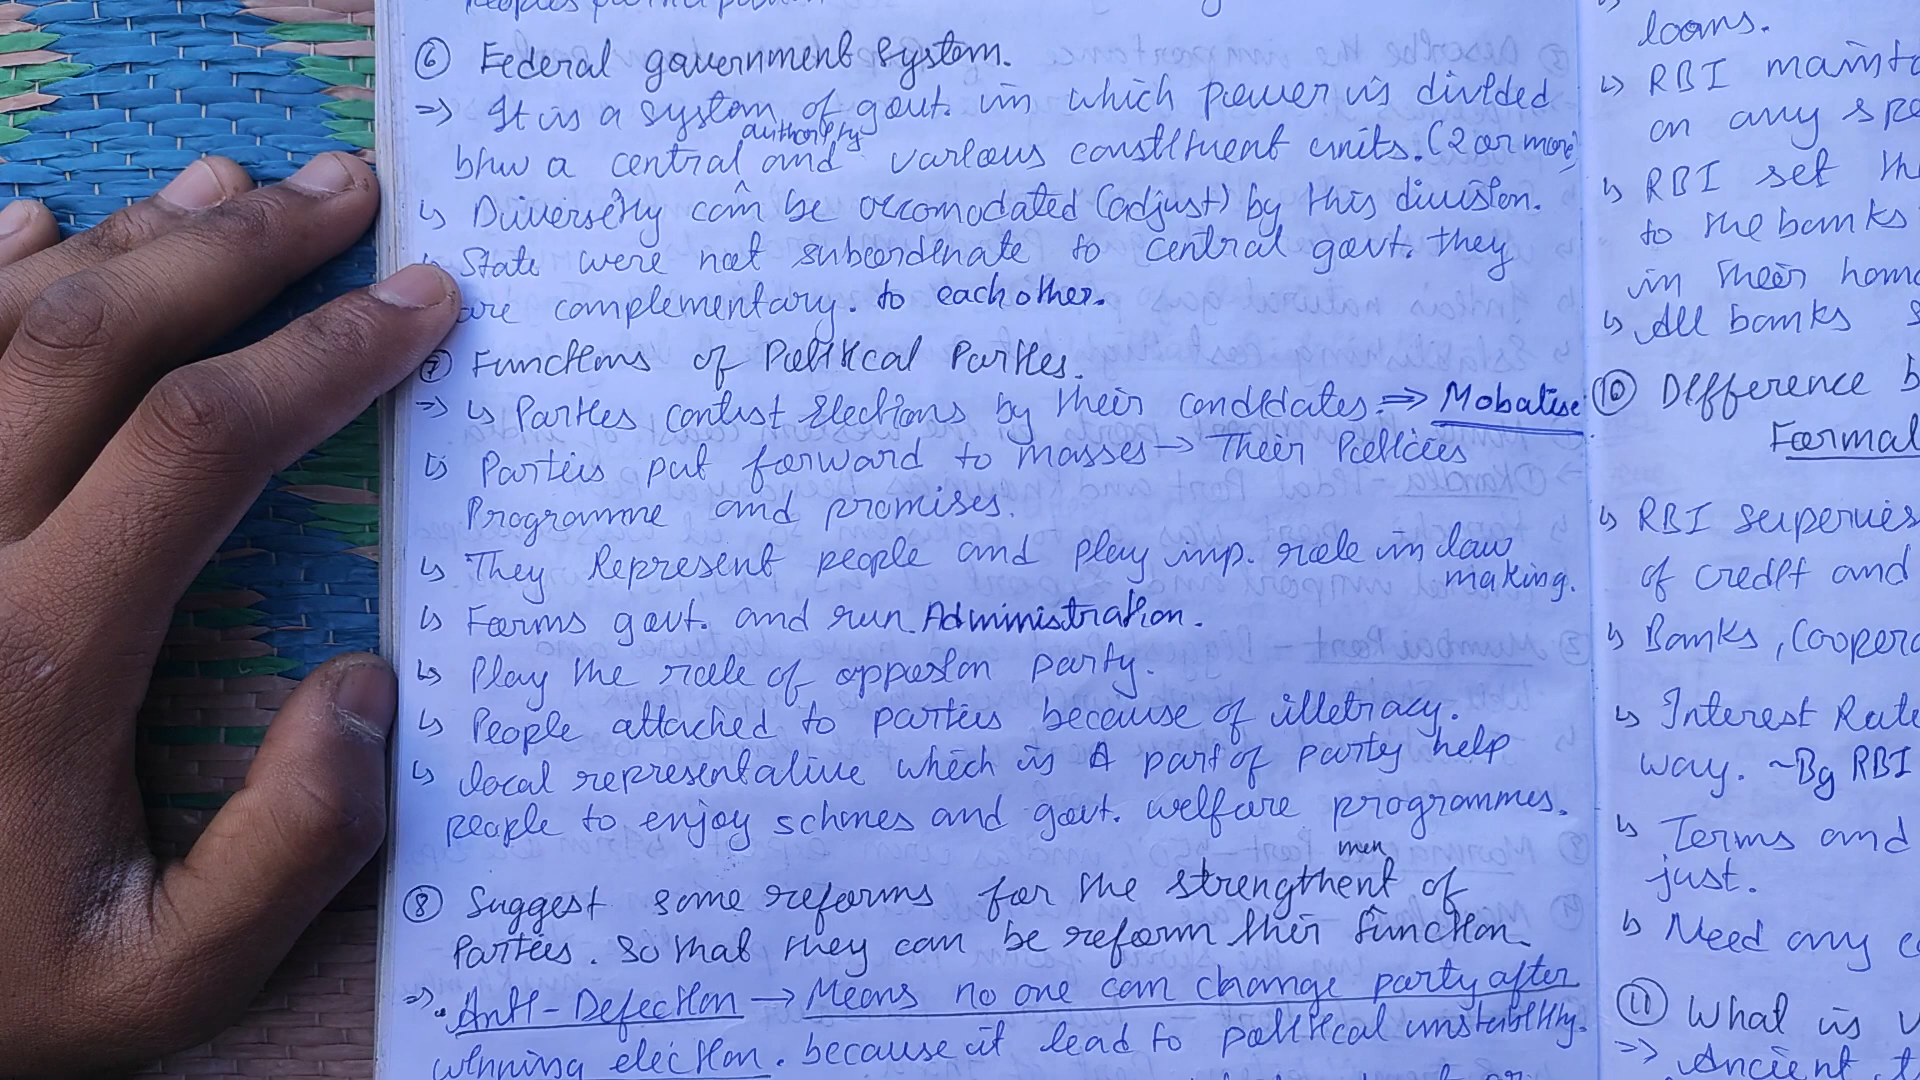 ⑥ Federal government system.
=> It is a system of govt. in which power is divided
btw a central authority and various constituent units. (2 or more)
↳ Diversity can be accomodated (adjust) by this division.
↳ State were not subordinate to central govt. they
are complementary. to each other.
⑦ Functions of Political Parties.
=> ↳ Parties contest elections by their candidates. => Mobalise
↳ Parties put forward to masses → Their Policies
Programme and promises.
↳ They Represent people and play imp. role in law
making.
↳ Forms govt. and run Administration.
↳ Play the role of opposion party.
↳ People attached to parties because of illetracy.
↳ local representative which is A part of party help
people to enjoy schmes and govt. welfare programmes.
⑧ Suggest some reforms for the strengthment of
Parties. So that they can be reform thir function.
=> Anti-Defection → Means no one can change party after
winning election. because it lead to political instability.
loans.
↳ RBI
on any
↳ RBI set
to the banks
in their
↳ All banks
⑩ Difference
Formal
↳ RBI
of credit and
↳ Banks,
↳ Interest
way. ~By RBI
↳ Terms and
just.
↳ Need any
⑪ What is
=> Ancient